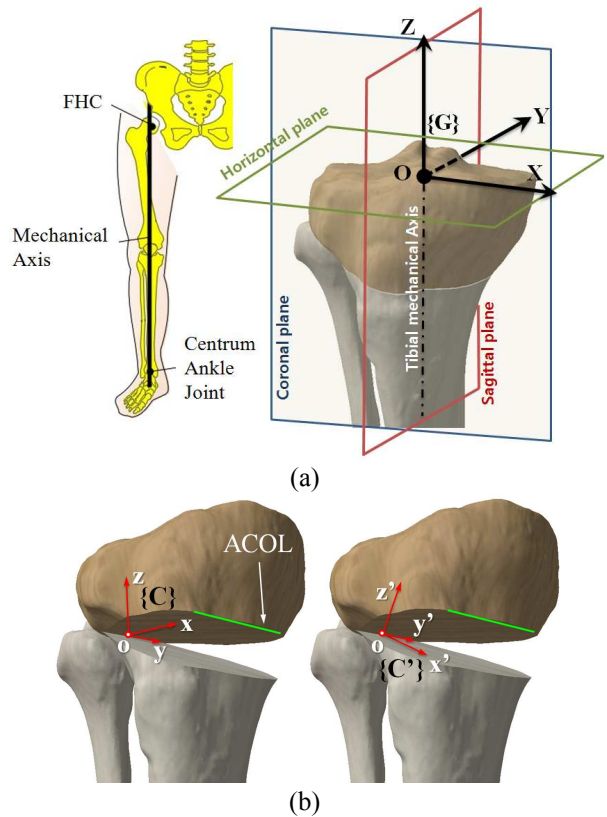 FHC
Mechanical
Axis
Centrum
Ankle
Joint
Z
{G}
Y
X
O
Horizontal plane
Coronal plane
Tibial mechanical Axis
Sagittal plane
(a)
ACOL
z
{C}
x
o
y
z'
y'
o
x'
{C'}
(b)